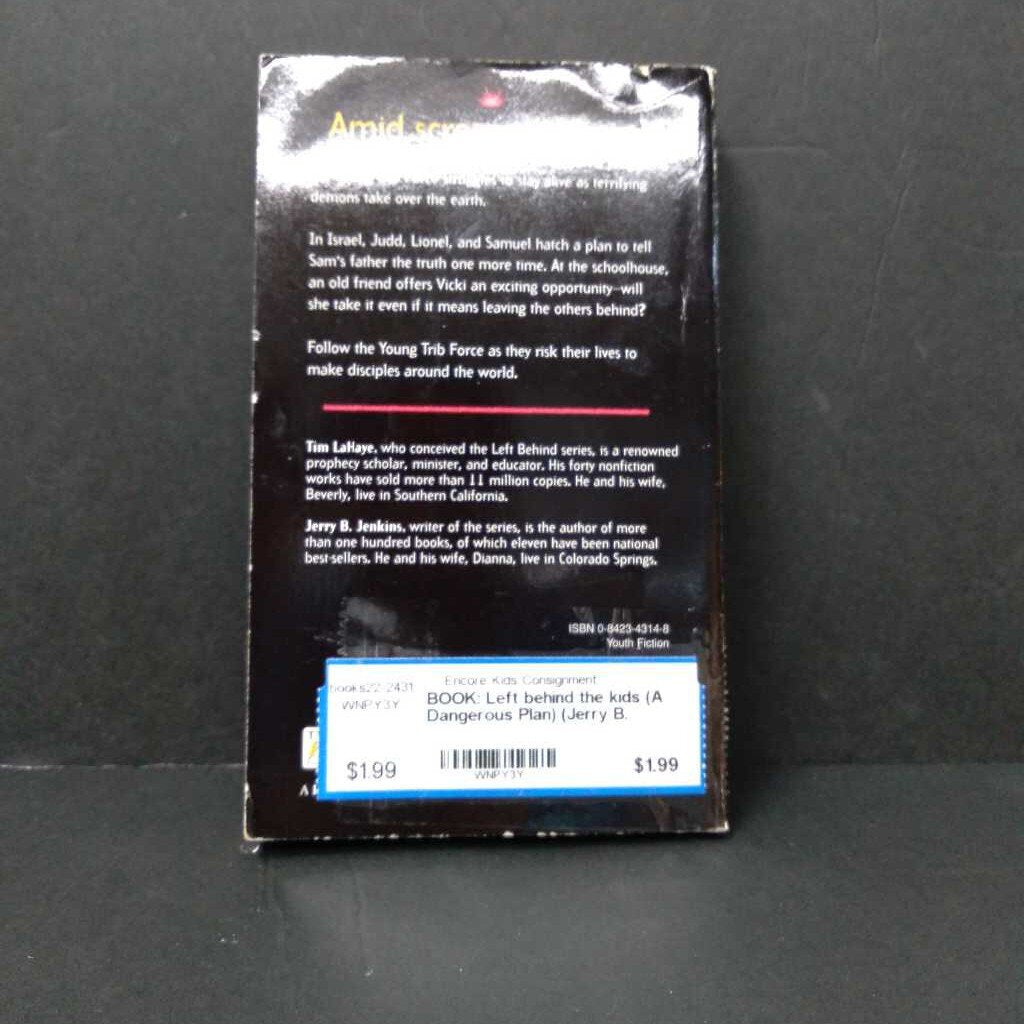 Amid
alive as terrifying
demons take over the earth.
In Israel, Judd, Lionel, and Samuel hatch a plan to tell
Sam's father the truth one more time. At the schoolhouse,
an old friend offers Vicki an exciting opportunity—will
she take it even if it means leaving the others behind?
Follow the Young Trib Force as they risk their lives to
make disciples around the world.
Tim LaHaye, who conceived the Left Behind series, is a renowned
prophecy scholar, minister, and educator. His forty nonfiction
works have sold more than 11 million copies. He and his wife,
Beverly, live in Southern California.
Jerry B. Jenkins, writer of the series, is the author of more
than one hundred books, of which eleven have been national
best-sellers. He and his wife, Dianna, live in Colorado Springs.
ISBN 0-8423-4314-8
Youth Fiction
books22-2431
WNPY3Y
Encore Kids Consignment
BOOK: Left behind the kids (A
Dangerous Plan) (Jerry B.
$1.99
WNPY3Y
$1.99